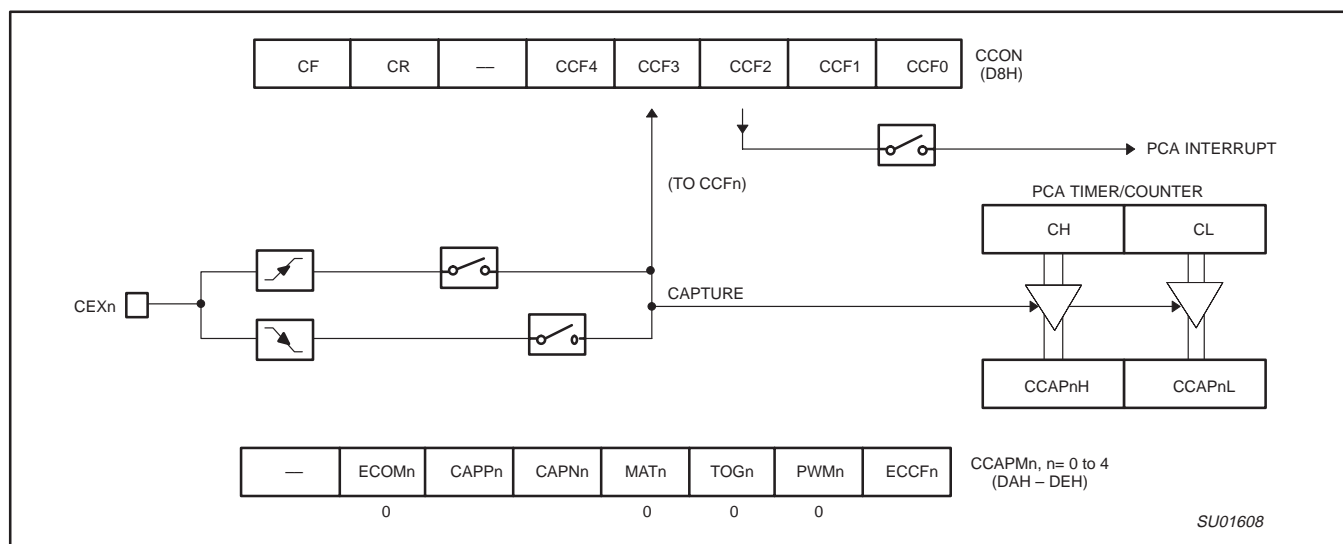 CF CR — CCF4 CCF3 CCF2 CCF1 CCF0
CCON
(D8H)
PCA INTERRUPT
(TO CCFn)
PCA TIMER/COUNTER
CH CL
CEXn
CAPTURE
CCAPnH CCAPnL
— ECOMn CAPPn CAPNn MATn TOGn PWMn ECCFn
CCAPMn, n= 0 to 4
(DAH – DEH)
0 0 0 0
SU01608